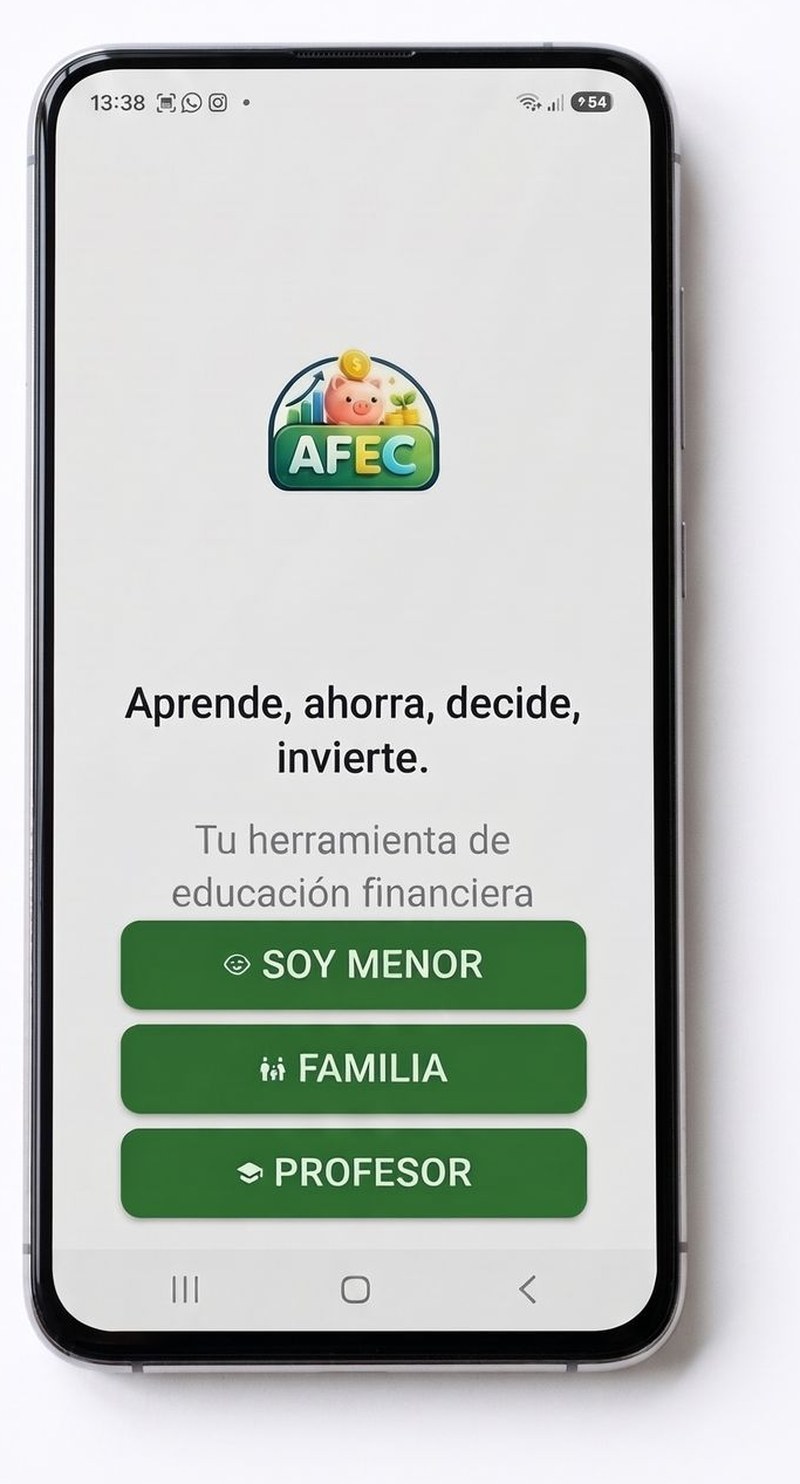 13:38
54
AFEC
Aprende, ahorra, decide,
invierte.
Tu herramienta de
educación financiera
SOY MENOR
FAMILIA
PROFESOR